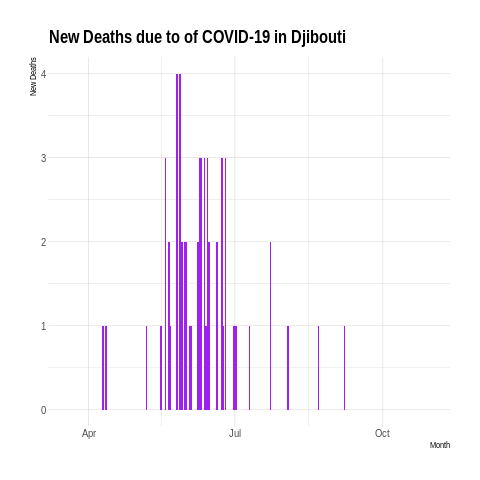 New Deaths due to of COVID-19 in Djibouti
New Deaths
4
3
2
1
0
Apr
Jul
Oct
Month